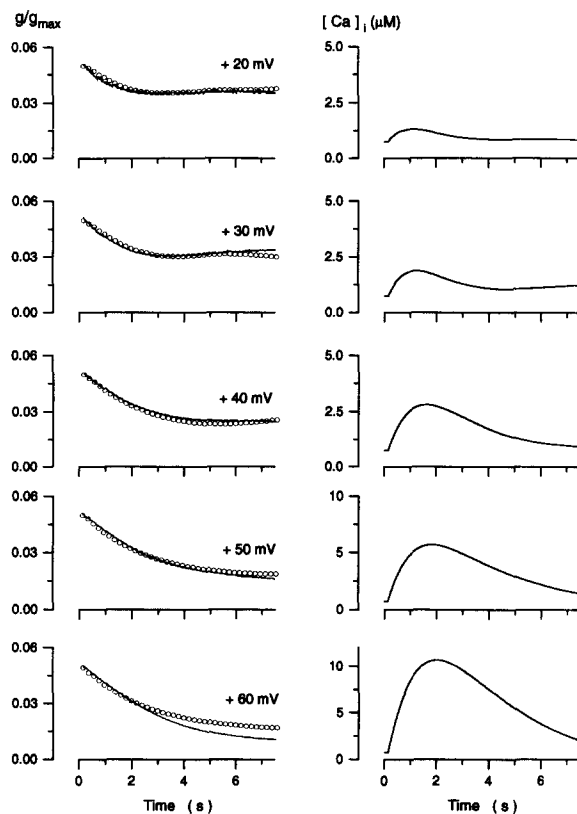 g/gmax [ Ca ] i (µM)
0.06 5.0
+ 20 mV
0.03 2.5
0.00 0.0
0.06 5.0
+ 30 mV
0.03 2.5
0.00 0.0
0.06 5.0
+ 40 mV
0.03 2.5
0.00 0.0
0.06 10
+ 50 mV
0.03 5
0.00 0
0.06 10
+ 60 mV
0.03 5
0.00 0
0 2 4 6 0 2 4 6
Time ( s ) Time ( s )